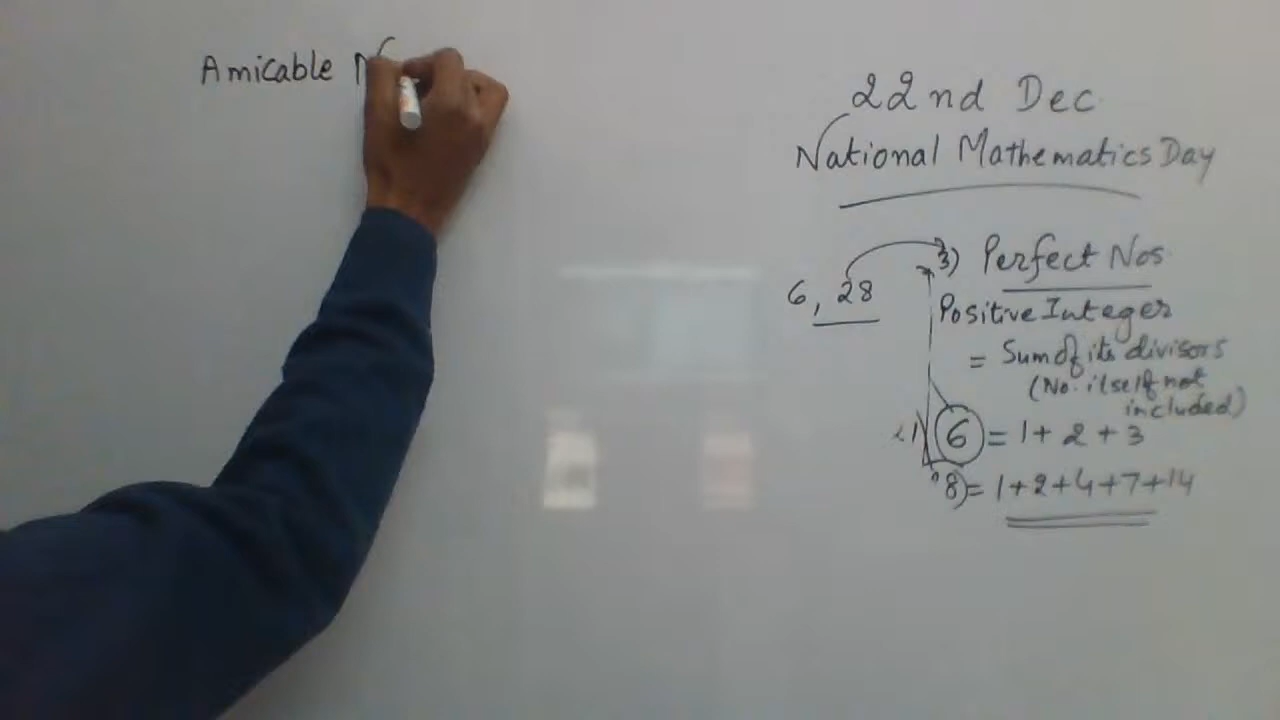 Amicable N
22nd Dec
National Mathematics Day
3) Perfect Nos
6, 28
Positive Integer
= Sum of its divisors
(No. itself not
included)
6 = 1 + 2 + 3
8) = 1 + 2 + 4 + 7 + 14